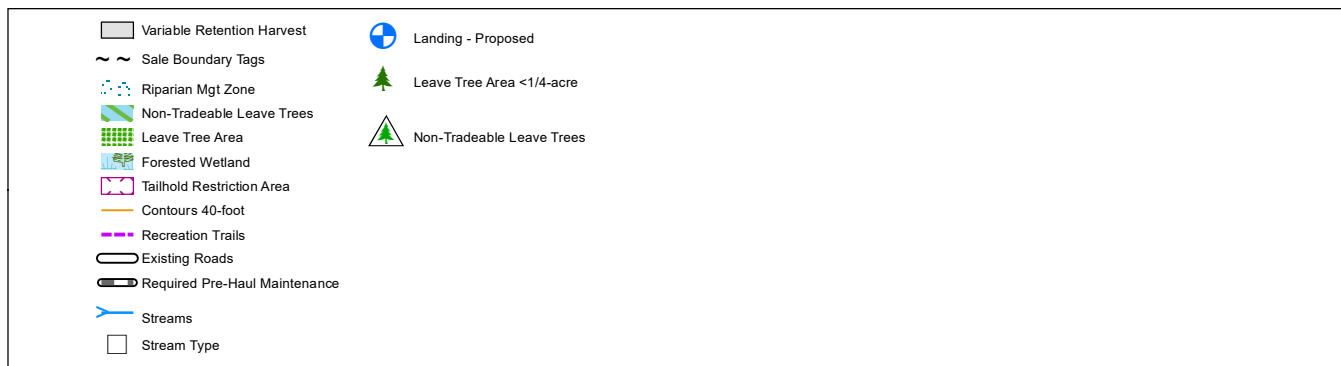 Variable Retention Harvest
Sale Boundary Tags
Riparian Mgt Zone
Non-Tradeable Leave Trees
Leave Tree Area
Forested Wetland
Tailhold Restriction Area
Contours 40-foot
Recreation Trails
Existing Roads
Required Pre-Haul Maintenance
Streams
Stream Type
Landing - Proposed
Leave Tree Area <1/4-acre
Non-Tradeable Leave Trees